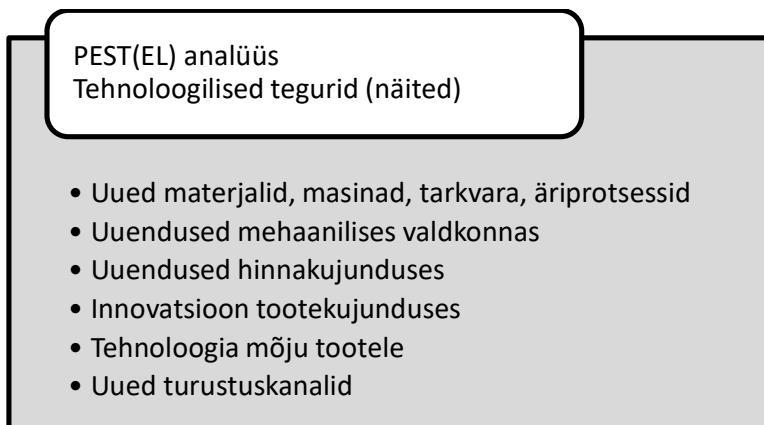 PEST(EL) analüüs
Tehnoloogilised tegurid (näited)
• Uued materjalid, masinad, tarkvara, äriprotsessid
• Uuendused mehaanilises valdkonnas
• Uuendused hinnakujunduses
• Innovatsioon tootekujunduses
• Tehnoloogia mõju tootele
• Uued turustuskanalid